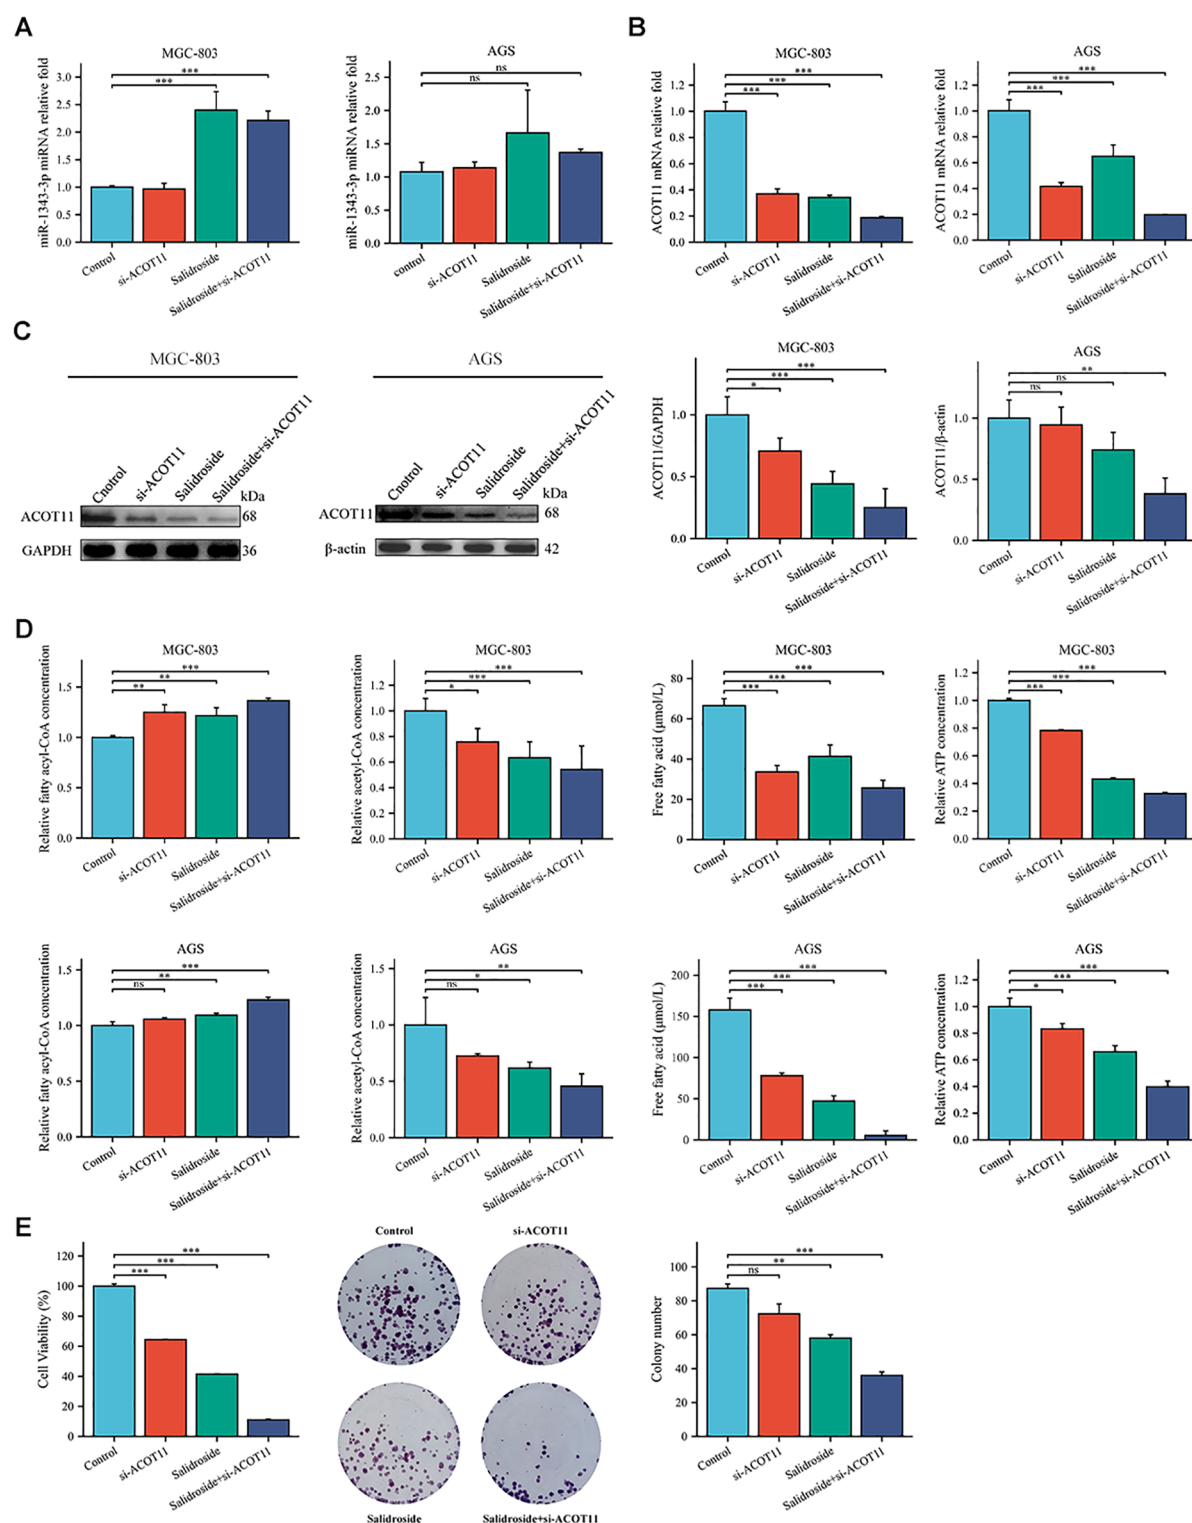 A
MGC-803
miR-1343-3p miRNA relative fold
3.0
2.5
2.0
1.5
1.0
0.5
0.0
***
***
Control
si-ACOT11
Salidroside
Salidroside+si-ACOT11
AGS
miR-1343-3p miRNA relative fold
2.5
2.0
1.5
1.0
0.5
0.0
ns
ns
control
si-ACOT11
Salidroside
Salidroside+si-ACOT11
B
MGC-803
ACOT11 mRNA relative fold
1.2
1.0
0.8
0.6
0.4
0.2
0.0
***
***
***
Control
si-ACOT11
Salidroside
Salidroside+si-ACOT11
AGS
ACOT11 mRNA relative fold
1.2
1.0
0.8
0.6
0.4
0.2
0.0
***
***
***
Control
si-ACOT11
Salidroside
Salidroside+si-ACOT11
C
MGC-803
Cnotrol
si-ACOT11
Salidroside
Salidroside+si-ACOT11
kDa
ACOT11
68
GAPDH
36
AGS
Cnotrol
si-ACOT11
Salidroside
Salidroside+si-ACOT11
kDa
ACOT11
68
β-actin
42
MGC-803
ACOT11/GAPDH
1.0
0.5
0.0
***
***
*
Control
si-ACOT11
Salidroside
Salidroside+si-ACOT11
AGS
ACOT11/β-actin
1.0
0.5
0.0
**
ns
ns
Control
si-ACOT11
Salidroside
Salidroside+si-ACOT11
D
MGC-803
Relative fatty acyl-CoA concentration
1.5
1.0
0.5
0.0
***
**
**
Control
si-ACOT11
Salidroside
Salidroside+si-ACOT11
MGC-803
Relative acetyl-CoA concentration
1.2
1.0
0.8
0.6
0.4
0.2
0.0
***
***
*
Control
si-ACOT11
Salidroside
Salidroside+si-ACOT11
MGC-803
Free fatty acid (μmol/L)
80
60
40
20
0
***
***
***
Control
si-ACOT11
Salidroside
Salidroside+si-ACOT11
MGC-803
Relative ATP concentration
1.2
1.0
0.8
0.6
0.4
0.2
0.0
***
***
***
Control
si-ACOT11
Salidroside
Salidroside+si-ACOT11
AGS
Relative fatty acyl-CoA concentration
1.5
1.0
0.5
0.0
***
**
ns
Control
si-ACOT11
Salidroside
Salidroside+si-ACOT11
AGS
Relative acetyl-CoA concentration
1.5
1.0
0.5
0.0
**
*
ns
Control
si-ACOT11
Salidroside
Salidroside+si-ACOT11
AGS
Free fatty acid (μmol/L)
200
150
100
50
0
***
***
***
Control
si-ACOT11
Salidroside
Salidroside+si-ACOT11
AGS
Relative ATP concentration
1.2
1.0
0.8
0.6
0.4
0.2
0.0
***
***
*
Control
si-ACOT11
Salidroside
Salidroside+si-ACOT11
E
Cell Viability (%)
120
100
80
60
40
20
0
***
***
***
Control
si-ACOT11
Salidroside
Salidroside+si-ACOT11
Control
si-ACOT11
Salidroside
Salidroside+si-ACOT11
Colony number
100
80
60
40
20
0
***
**
ns
Control
si-ACOT11
Salidroside
Salidroside+si-ACOT11